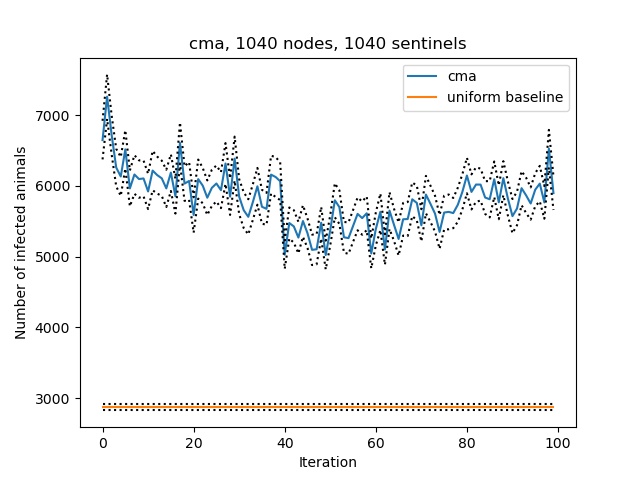 cma, 1040 nodes, 1040 sentinels
cma
uniform baseline
Number of infected animals
7000
6000
5000
4000
3000
0 20 40 60 80 100
Iteration